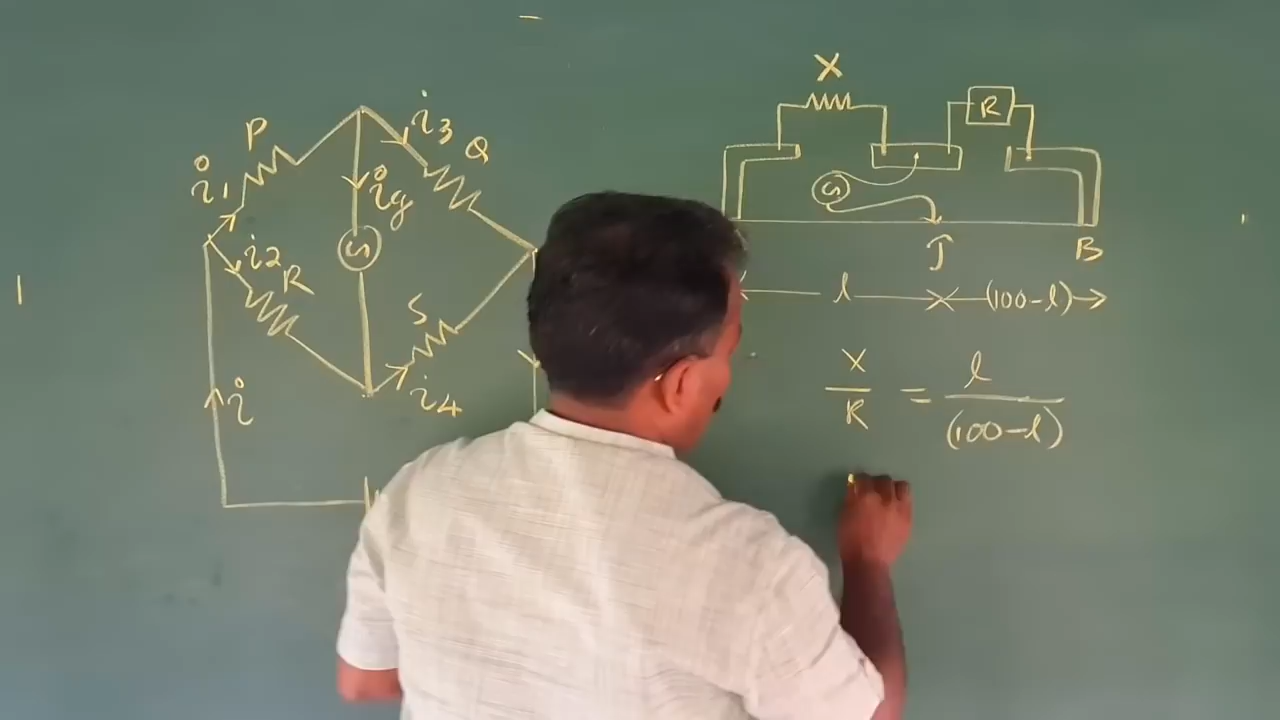 P
i1
i3
Q
ig
G
i2
R
S
i4
i
X
R
G
J
B
l
(100-l)
X/R = l/(100-l)